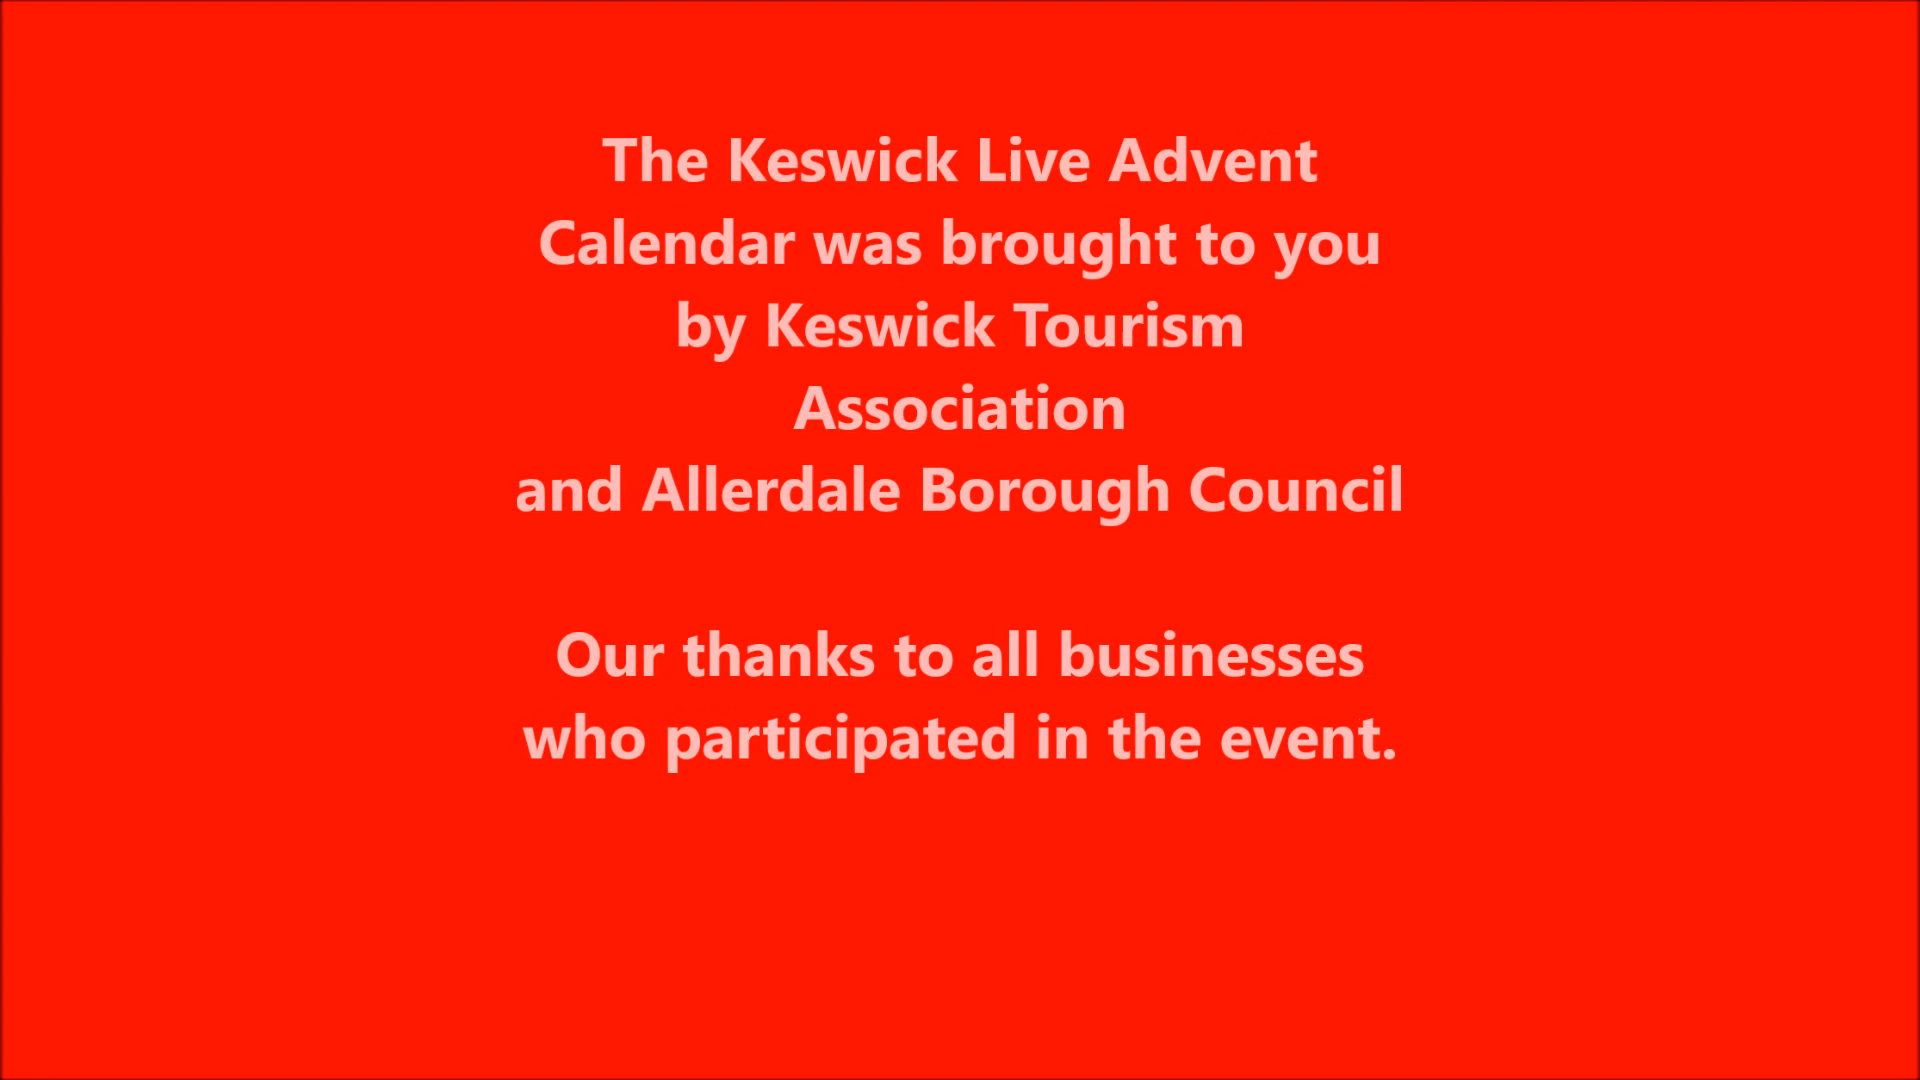 The Keswick Live Advent
Calendar was brought to you
by Keswick Tourism
Association
and Allerdale Borough Council
Our thanks to all businesses
who participated in the event.